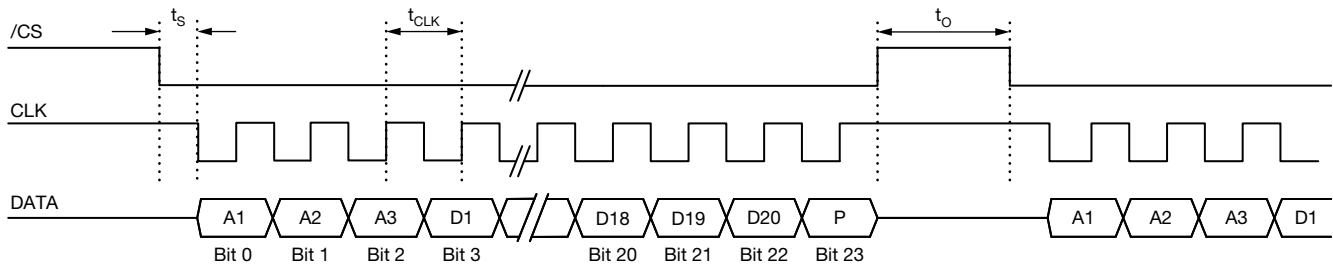 tS tCLK tO
/CS
CLK
DATA
A1 A2 A3 D1 D18 D19 D20 P A1 A2 A3 D1
Bit 0 Bit 1 Bit 2 Bit 3 Bit 20 Bit 21 Bit 22 Bit 23